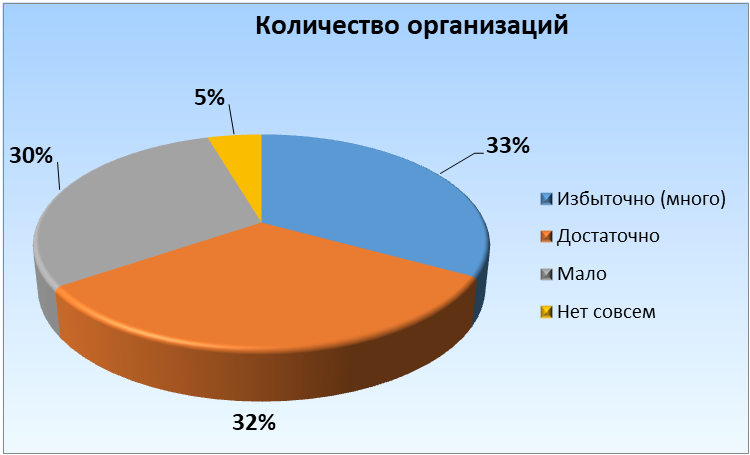 Количество организаций
5%
33%
30%
32%
Избыточно (много)
Достаточно
Мало
Нет совсем